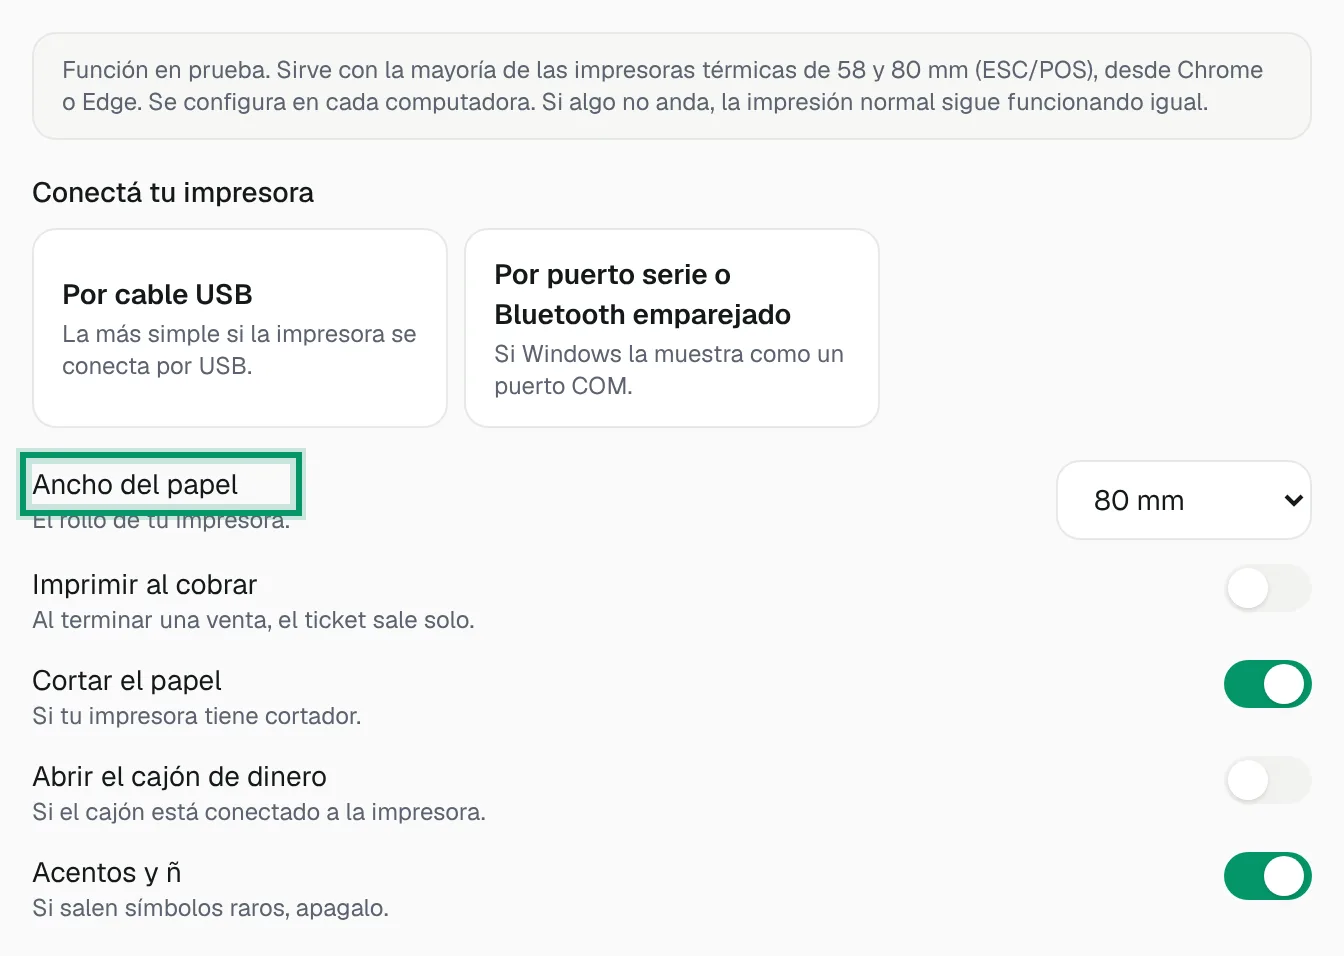 Función en prueba. Sirve con la mayoría de las impresoras térmicas de 58 y 80 mm (ESC/POS), desde Chrome
o Edge. Se configura en cada computadora. Si algo no anda, la impresión normal sigue funcionando igual.
Conectá tu impresora
Por cable USB
La más simple si la impresora se
conecta por USB.
Por puerto serie o
Bluetooth emparejado
Si Windows la muestra como un
puerto COM.
Ancho del papel
El rollo de tu impresora.
80 mm
Imprimir al cobrar
Al terminar una venta, el ticket sale solo.
Cortar el papel
Si tu impresora tiene cortador.
Abrir el cajón de dinero
Si el cajón está conectado a la impresora.
Acentos y ñ
Si salen símbolos raros, apagalo.